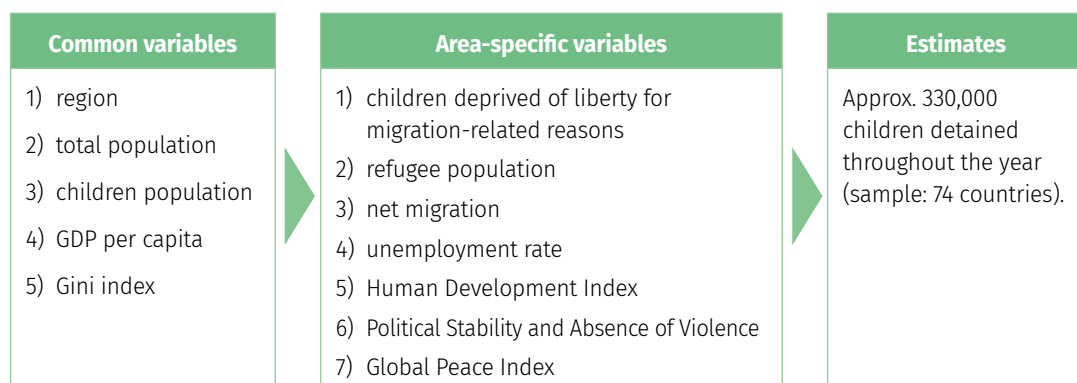 Common variables
1) region
2) total population
3) children population
4) GDP per capita
5) Gini index
Area-specific variables
1) children deprived of liberty for
migration-related reasons
2) refugee population
3) net migration
4) unemployment rate
5) Human Development Index
6) Political Stability and Absence of Violence
7) Global Peace Index
Estimates
Approx. 330,000
children detained
throughout the year
(sample: 74 countries).